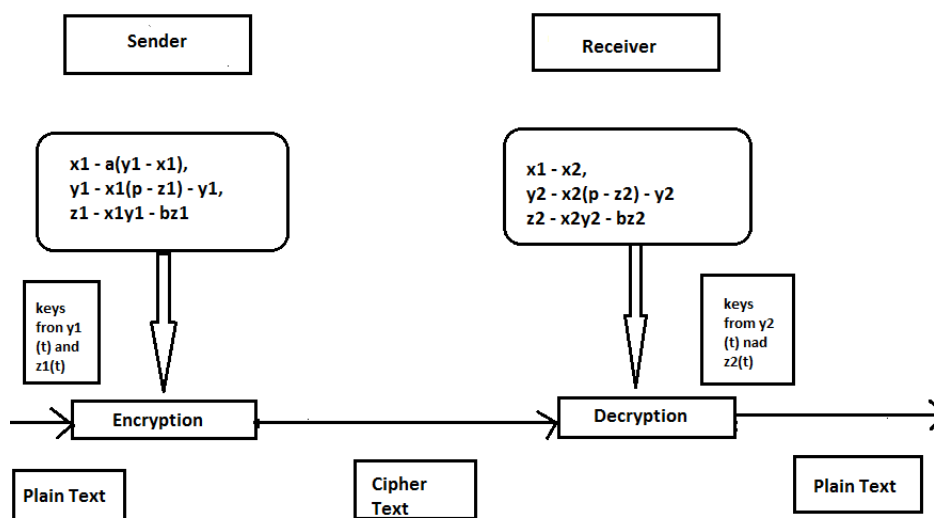 Sender
Receiver
x1 - a(y1 - x1),
y1 - x1(p - z1) - y1,
z1 - x1y1 - bz1
x1 - x2,
y2 - x2(p - z2) - y2
z2 - x2y2 - bz2
keys
fron y1
(t) and
z1(t)
keys
from y2
(t) nad
z2(t)
Encryption
Decryption
Plain Text
Cipher
Text
Plain Text